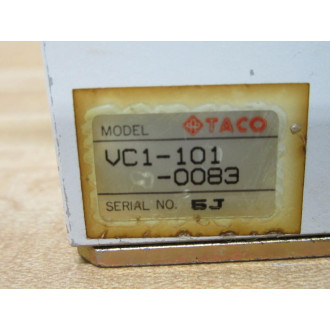 MODEL TACO
VC1-101
-0083
SERIAL NO. 5J